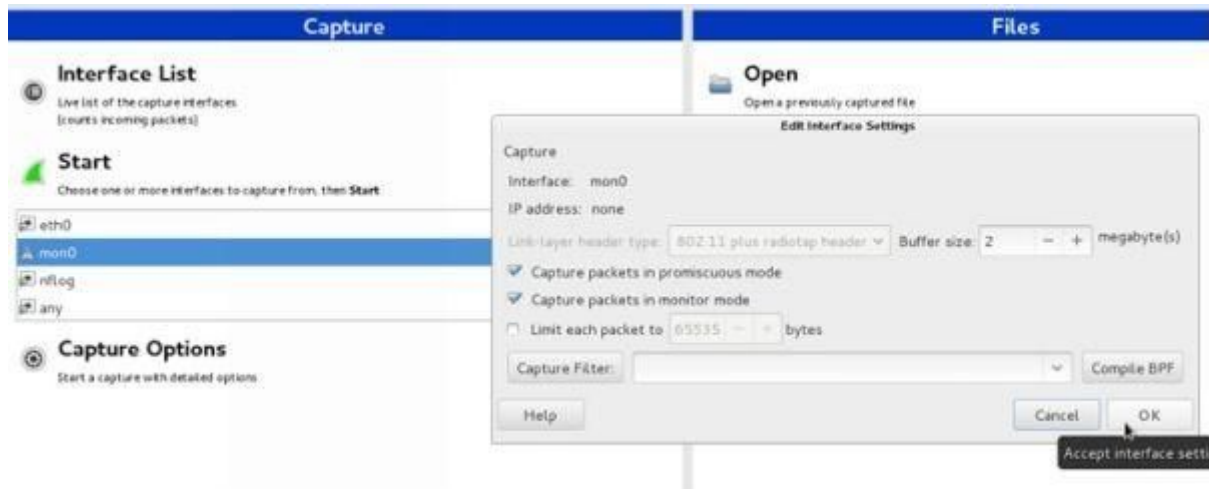 Capture
Files
Interface List
Live list of the capture interfaces
(counts incoming packets)
Start
Choose one or more interfaces to capture from, then Start
eth0
mon0
nflog
any
Capture Options
Start a capture with detailed options
Open
Open a previously captured file
Edit Interface Settings
Capture
Interface: mon0
IP address: none
Link-layer header type: 802.11 plus radiotap header Buffer size: 2 megabyte(s)
Capture packets in promiscuous mode
Capture packets in monitor mode
Limit each packet to 65535 bytes
Capture Filter: Compile BPF
Help Cancel OK
Accept interface setti